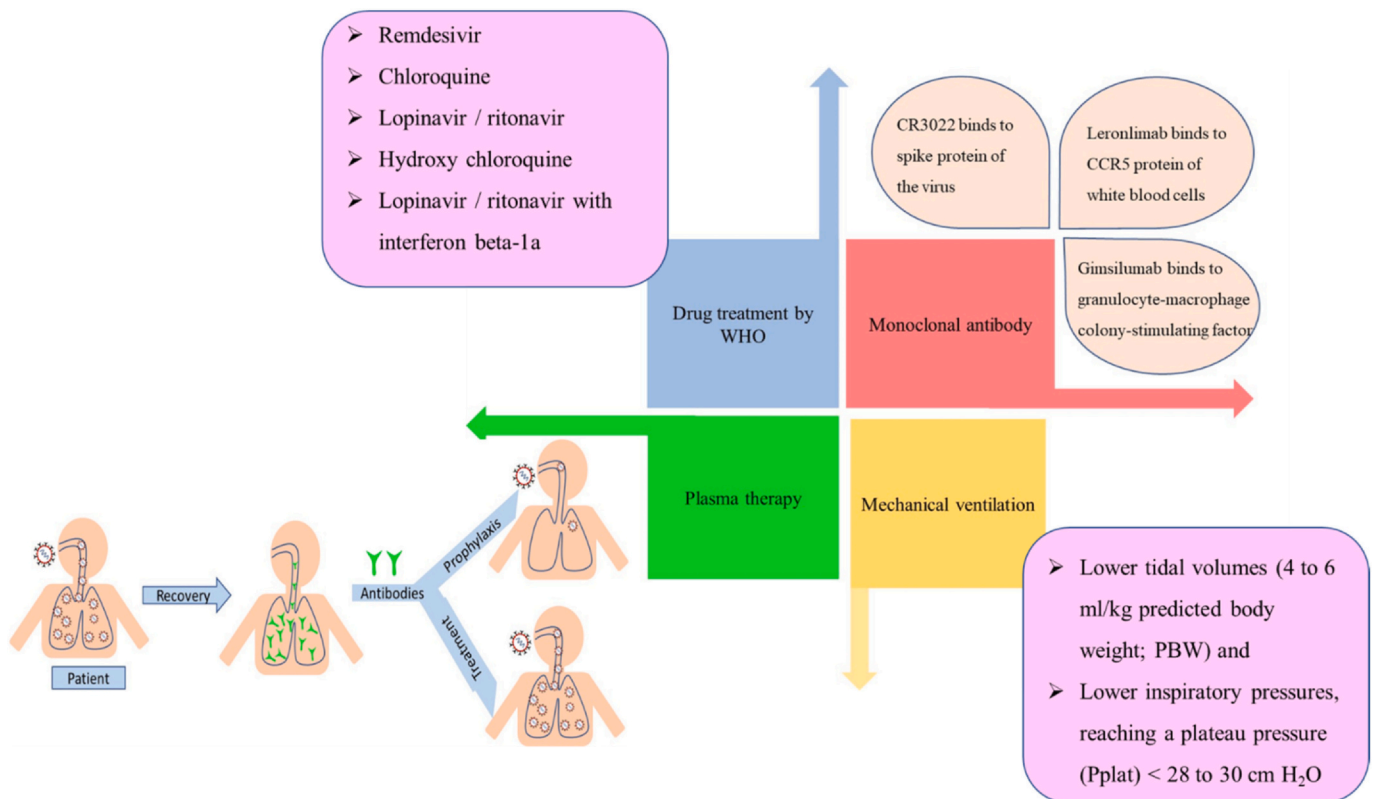 ➢ Remdesivir
➢ Chloroquine
➢ Lopinavir / ritonavir
➢ Hydroxy chloroquine
➢ Lopinavir / ritonavir with
interferon beta-1a
CR3022 binds to
spike protein of
the virus
Leronlimab binds to
CCR5 protein of
white blood cells
Gimsilumab binds to
granulocyte-macrophage
colony-stimulating factor
Drug treatment by
WHO
Monoclonal antibody
Plasma therapy
Mechanical ventilation
Patient
Recovery
Antibodies
Prophylaxis
Treatment
➢ Lower tidal volumes (4 to 6
ml/kg predicted body
weight; PBW) and
➢ Lower inspiratory pressures,
reaching a plateau pressure
(Pplat) < 28 to 30 cm H₂O